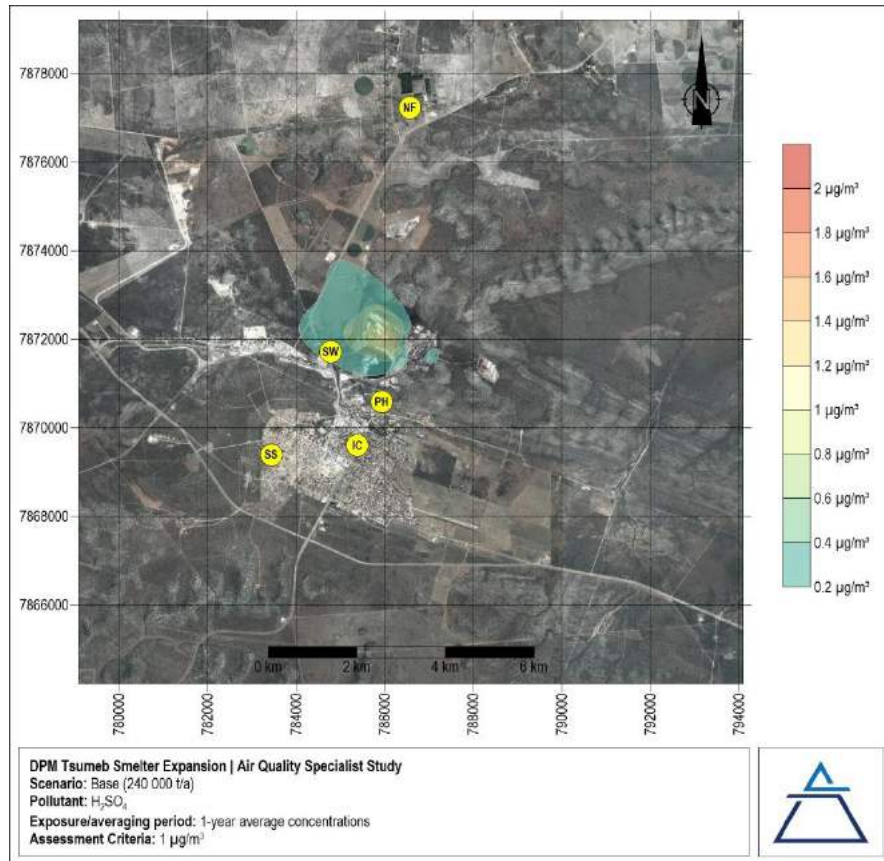 7878000
7876000
7874000
7872000
7870000
7868000
7866000
NF
SW
PH
IC
SS
N
0 km 2 km 4 km 6 km
780000 782000 784000 786000 788000 790000 792000 794000
2 µg/m³
1.8 µg/m³
1.6 µg/m³
1.4 µg/m³
1.2 µg/m³
1 µg/m³
0.8 µg/m³
0.6 µg/m³
0.4 µg/m³
0.2 µg/m³
DPM Tsumeb Smelter Expansion | Air Quality Specialist Study
Scenario: Base (240 000 t/a)
Pollutant: H₂SO₄
Exposure/averaging period: 1-year average concentrations
Assessment Criteria: 1 µg/m³